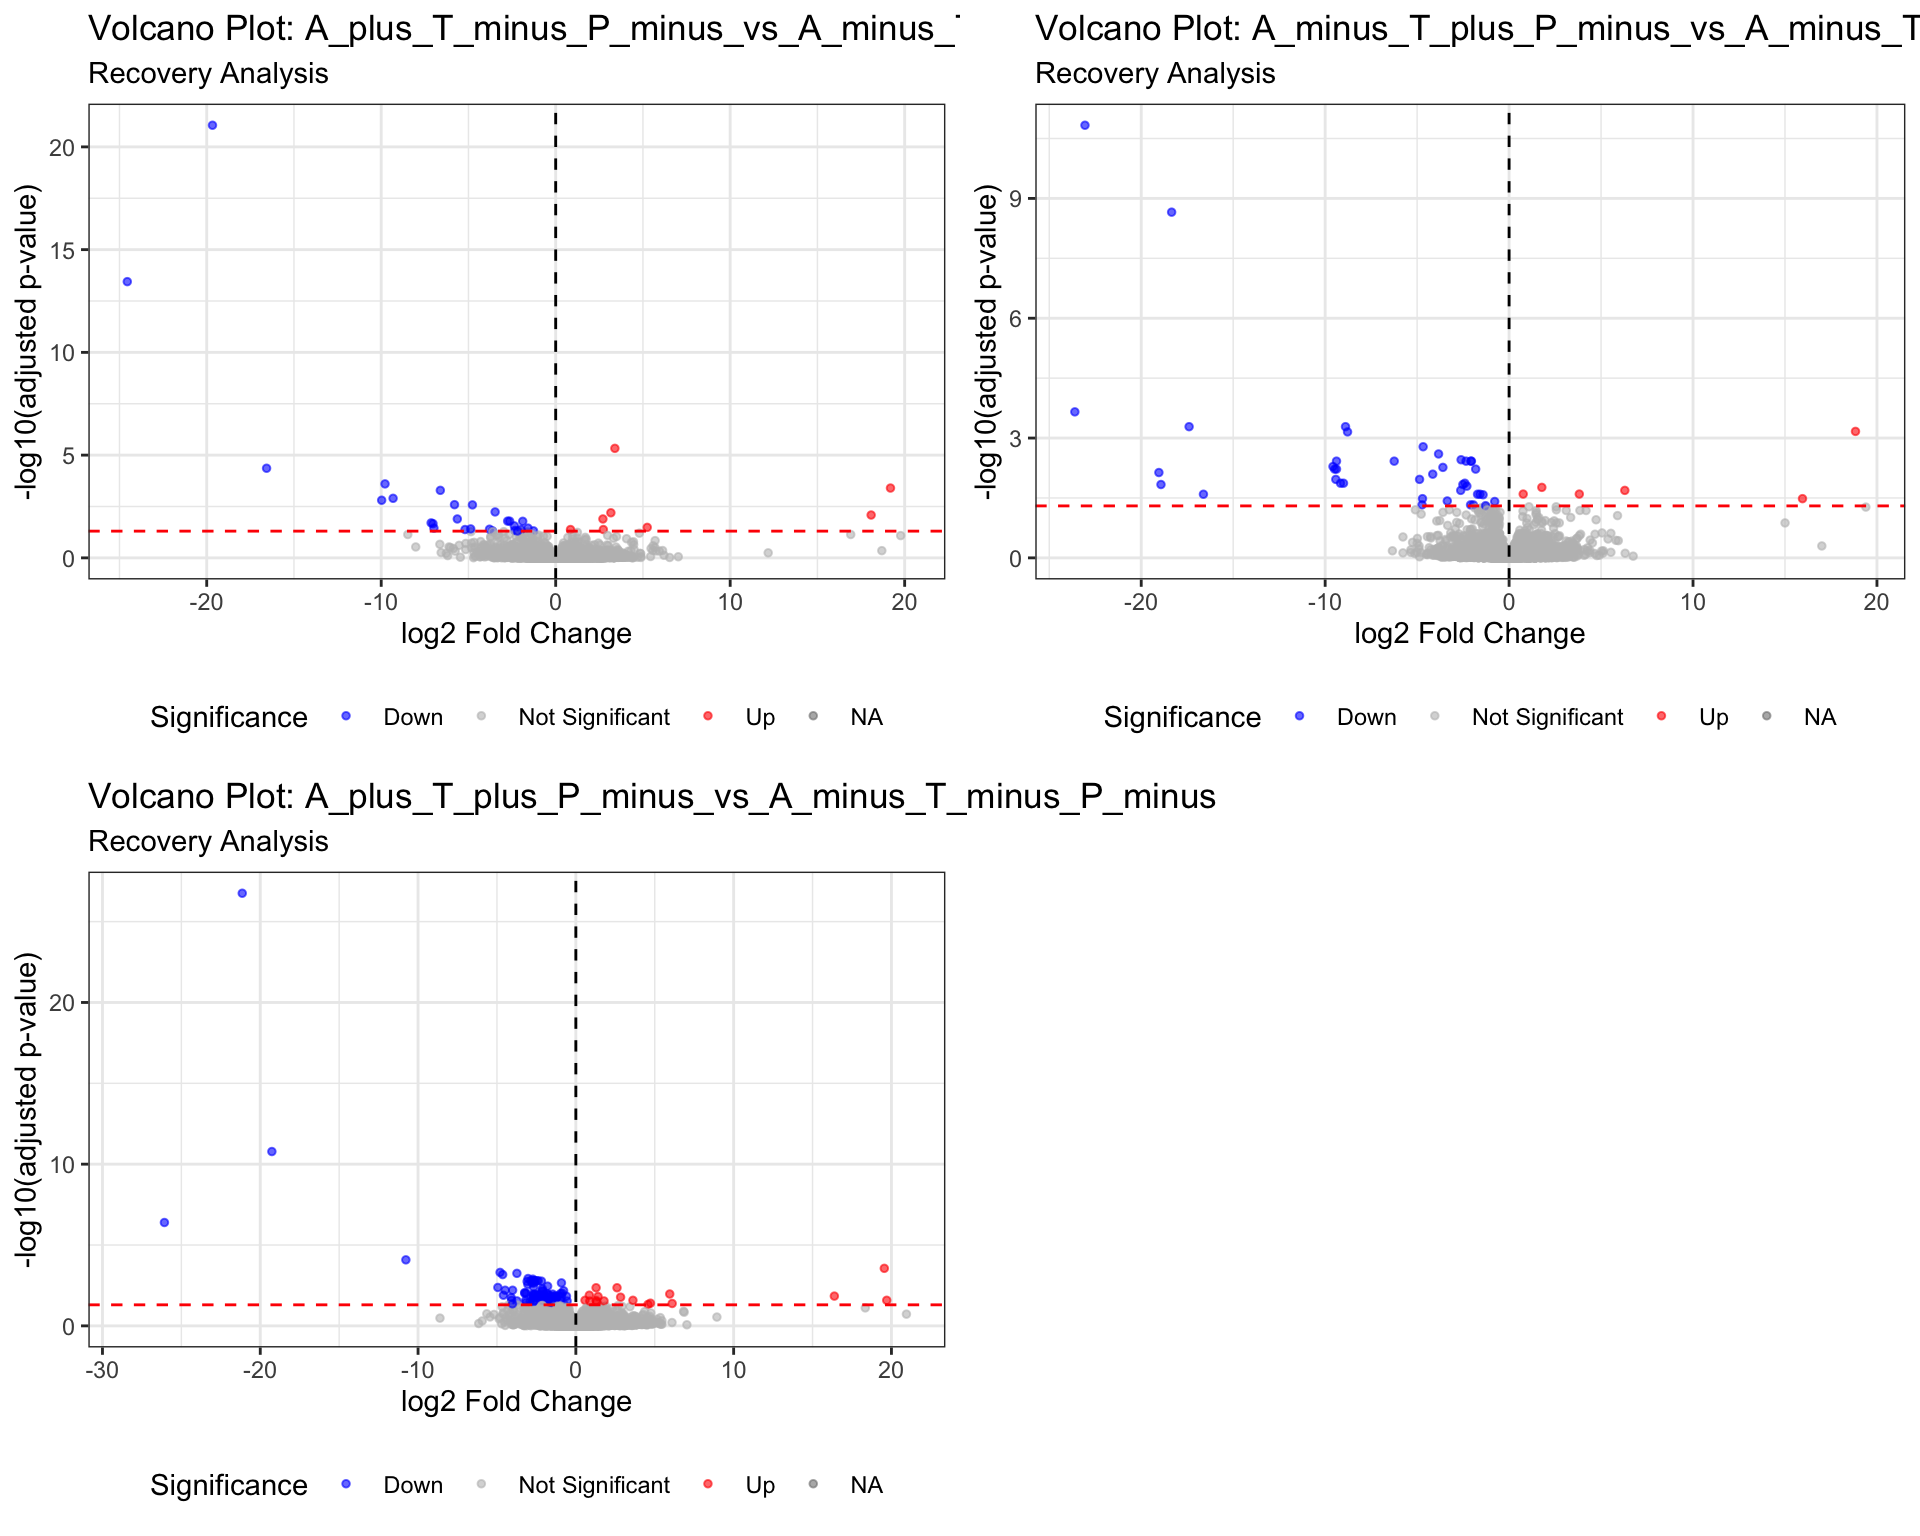 Volcano Plot: A_plus_T_minus_P_minus_vs_A_minus_
Recovery Analysis
-log10(adjusted p-value)
20
15
10
5
0
-20
-10
0
10
20
log2 Fold Change
Significance Down Not Significant Up NA
Volcano Plot: A_minus_T_plus_P_minus_vs_A_minus_T
Recovery Analysis
-log10(adjusted p-value)
9
6
3
0
-20
-10
0
10
20
log2 Fold Change
Significance Down Not Significant Up NA
Volcano Plot: A_plus_T_plus_P_minus_vs_A_minus_T_minus_P_minus
Recovery Analysis
-log10(adjusted p-value)
20
10
0
-30
-20
-10
0
10
20
log2 Fold Change
Significance Down Not Significant Up NA